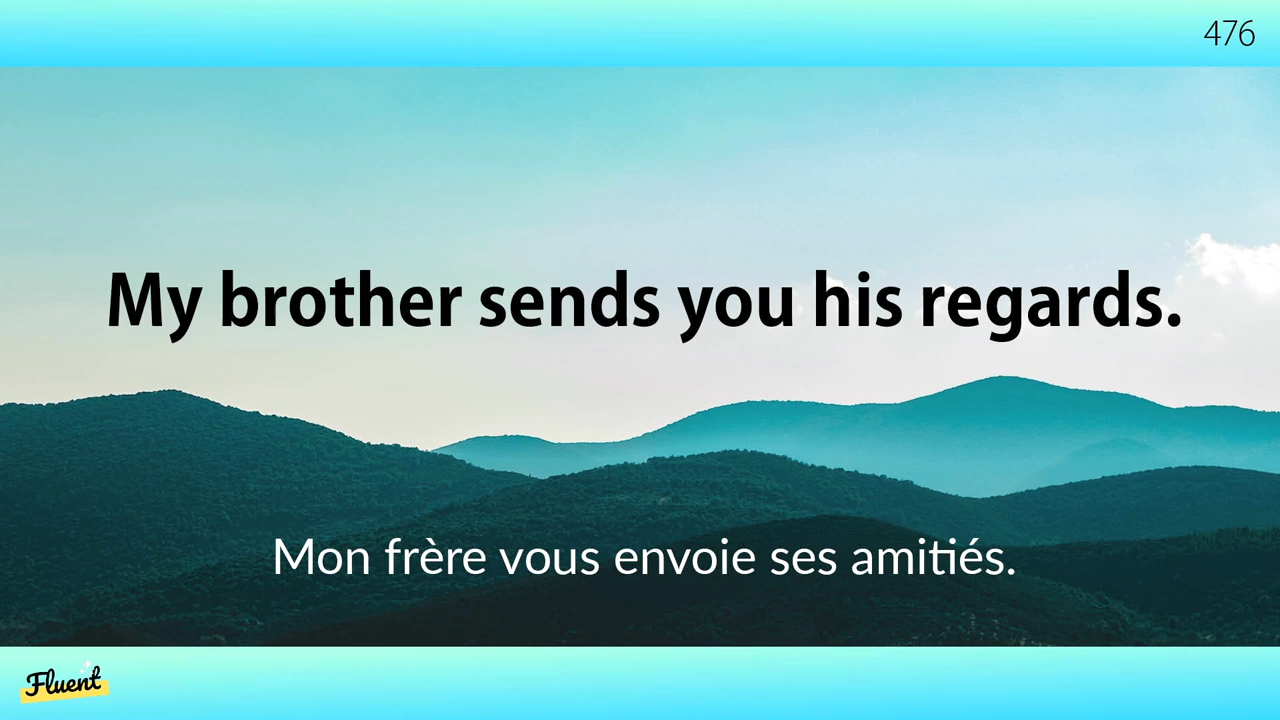 476
My brother sends you his regards.
Mon frère vous envoie ses amitiés.
Fluent